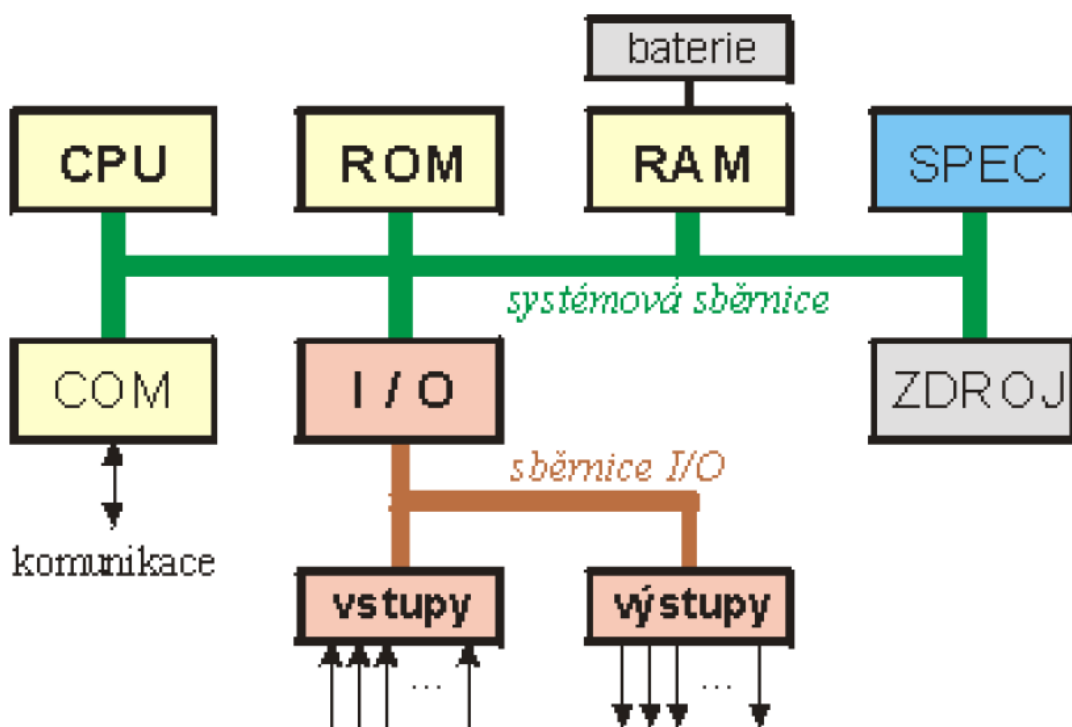 baterie
CPU
ROM
RAM
SPEC
systémová sběrnice
COM
I / O
ZDROJ
sběrnice I/O
komunikace
vstupy
výstupy
...
...